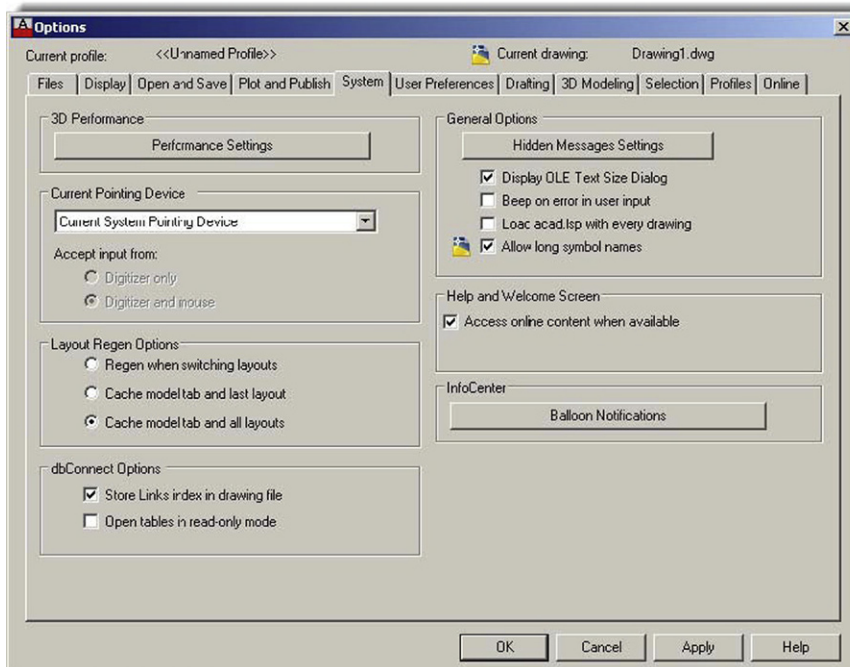 Options
Current profile: <<Unnamed Profile>> Current drawing: Drawing1.dwg
Files Display Open and Save Plot and Publish System User Preferences Drafting 3D Modeling Selection Profiles Online
3D Performance
Performance Settings
Current Pointing Device
Current System Pointing Device
Accept input from:
Digitizer only
Digitizer and mouse
Layout Regen Options
Regen when switching layouts
Cache model tab and last layout
Cache model tab and all layouts
dbConnect Options
Store Links index in drawing file
Open tables in read-only mode
General Options
Hidden Messages Settings
Display OLE Text Size Dialog
Beep on error in user input
Load acad.lsp with every drawing
Allow long symbol names
Help and Welcome Screen
Access online content when available
InfoCenter
Balloon Notifications
OK Cancel Apply Help